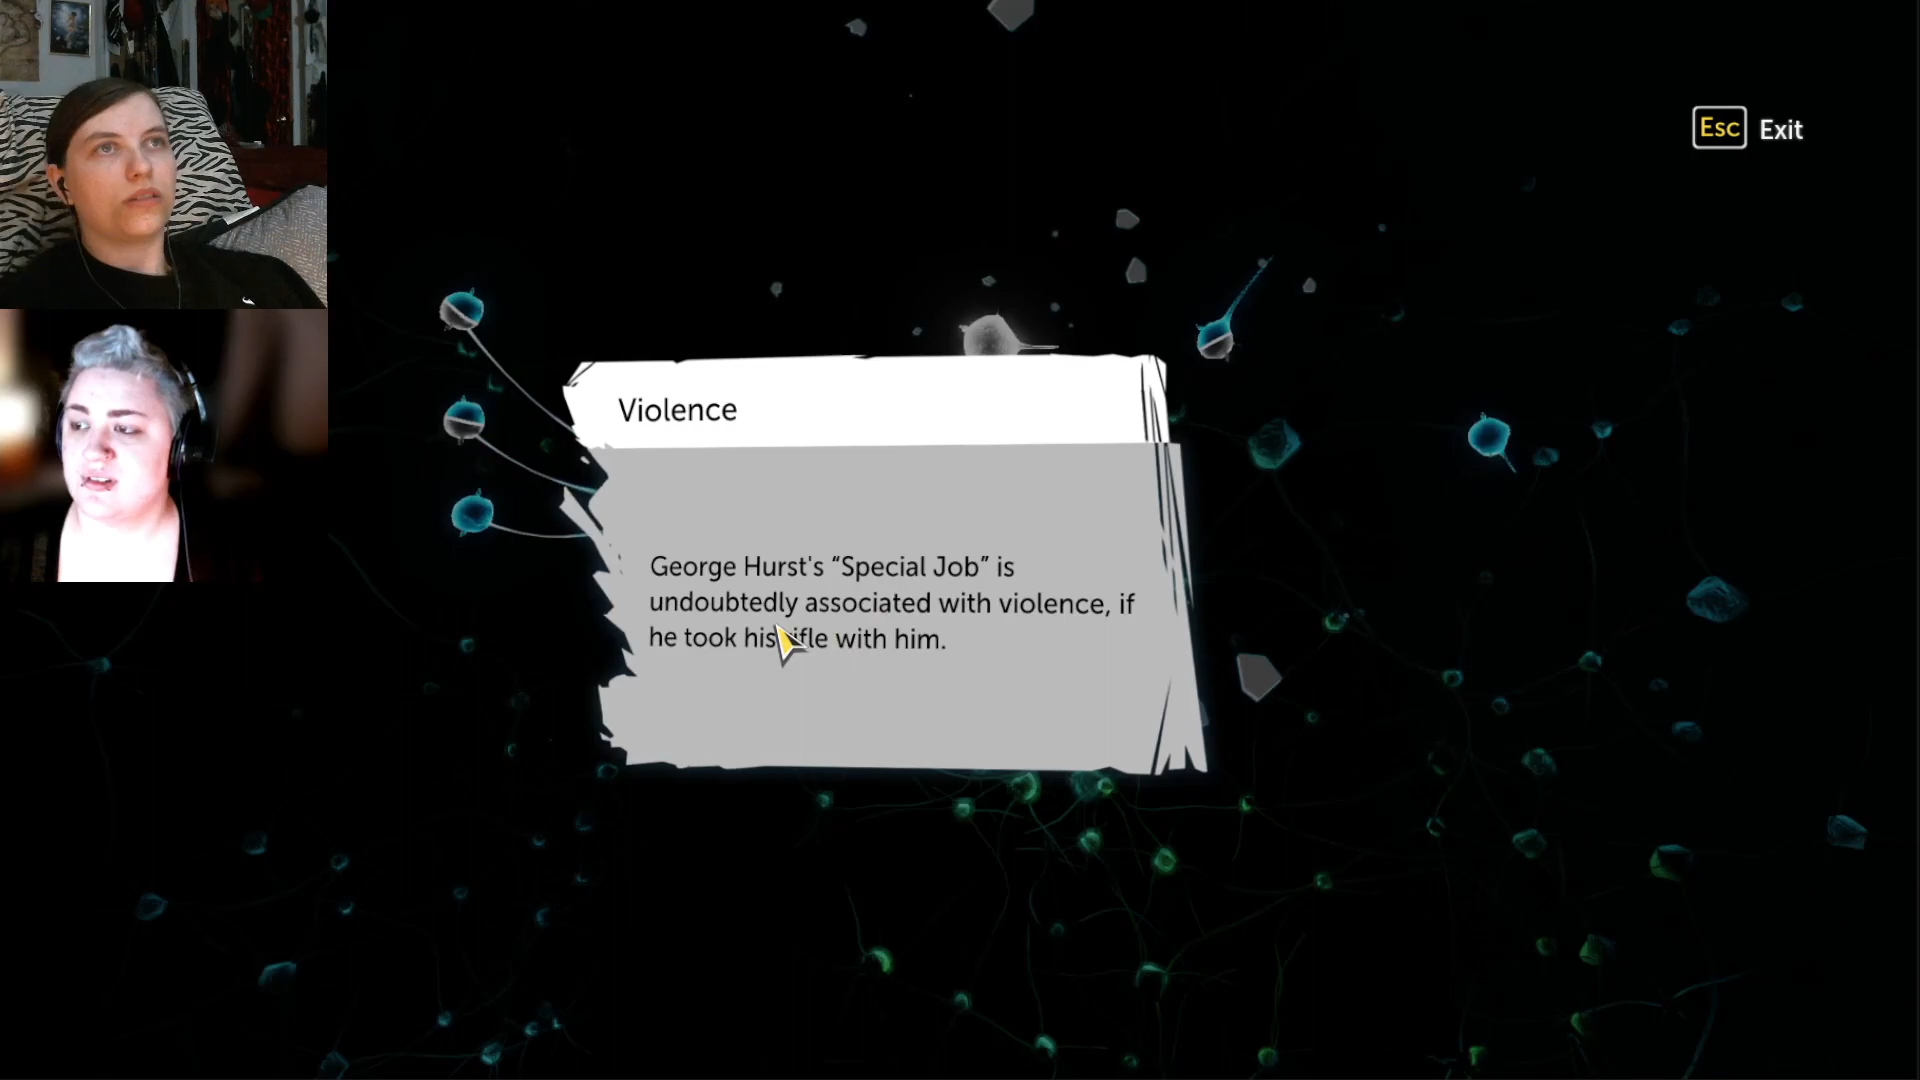 Esc Exit
Violence
George Hurst's “Special Job” is
undoubtedly associated with violence, if
he took his rifle with him.